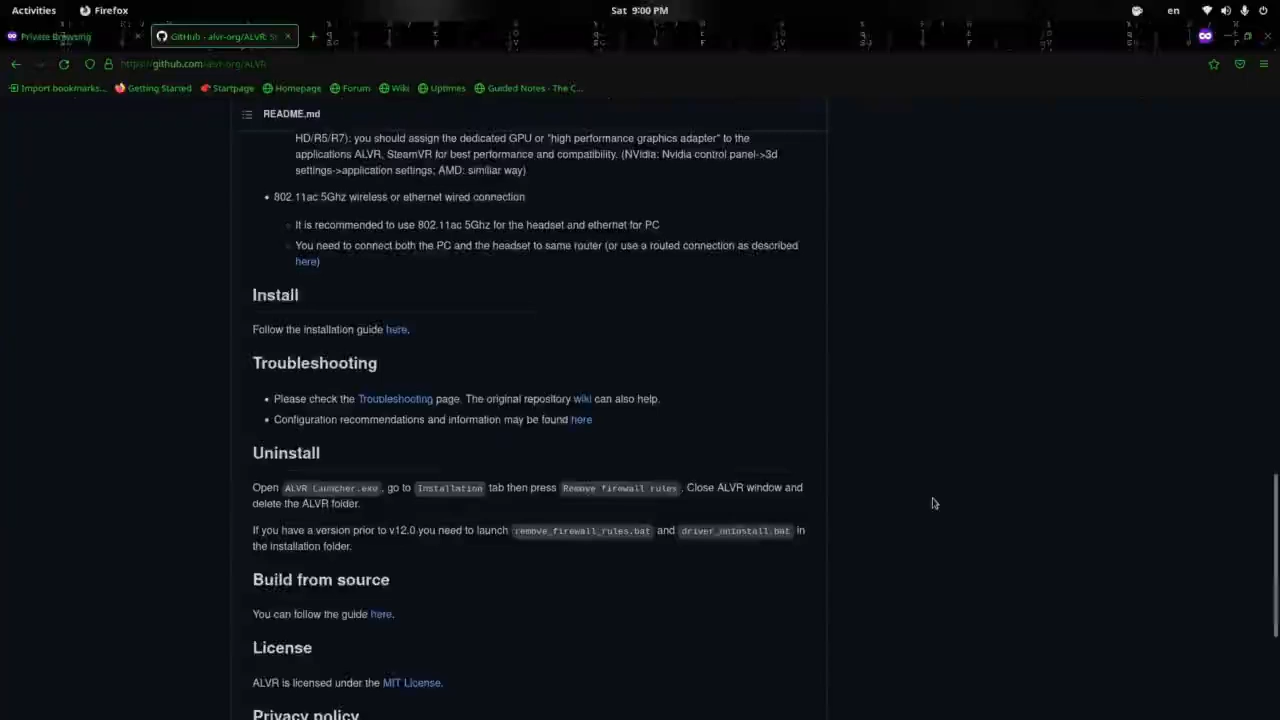 Activities Firefox Sat 9:00 PM en
Private Browsing GitHub - alvr-org/ALVR: St
https://github.com/alvr-org/ALVR
Import bookmarks... Getting Started Startpage Homepage Forum Wiki Uptimes Guided Notes - The C...
README.md
HD/R5/R7): you should assign the dedicated GPU or "high performance graphics adapter" to the
applications ALVR, SteamVR for best performance and compatibility. (NVidia: Nvidia control panel->3d
settings->application settings; AMD: similiar way)
• 802.11ac 5Ghz wireless or ethernet wired connection
It is recommended to use 802.11ac 5Ghz for the headset and ethernet for PC
You need to connect both the PC and the headset to same router (or use a routed connection as described
here)
Install
Follow the installation guide here.
Troubleshooting
• Please check the Troubleshooting page. The original repository wiki can also help.
• Configuration recommendations and information may be found here
Uninstall
Open ALVR Launcher.exe, go to Installation tab then press Remove firewall rules. Close ALVR window and
delete the ALVR folder.
If you have a version prior to v12.0 you need to launch remove_firewall_rules.bat and driver_uninstall.bat in
the installation folder.
Build from source
You can follow the guide here.
License
ALVR is licensed under the MIT License.
Privacy policy